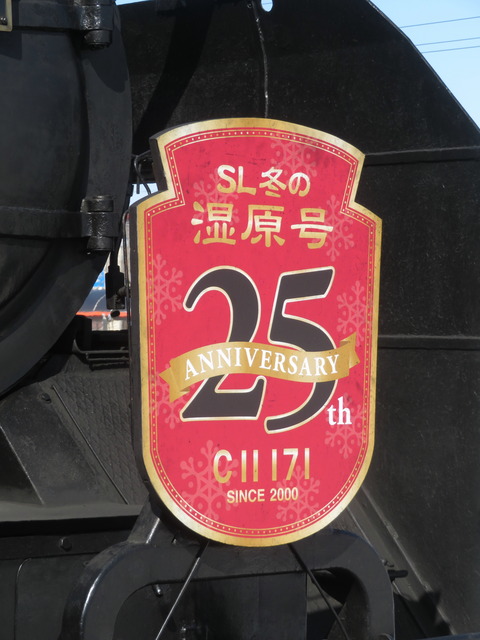 SL冬の
湿原号
25
ANNIVERSARY
th
C11 171
SINCE 2000